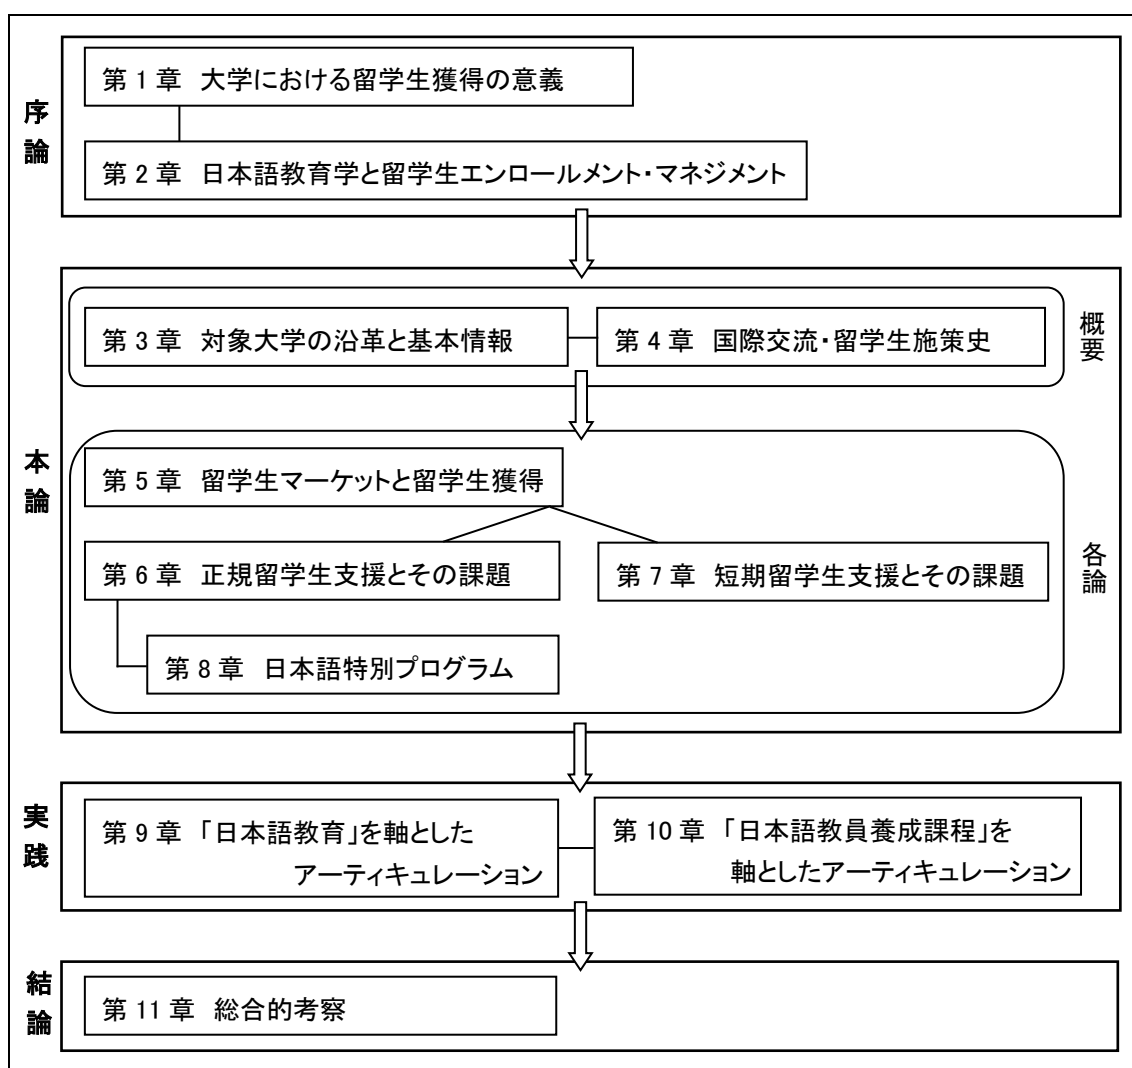 序論
第 1 章 大学における留学生獲得の意義
第 2 章 日本語教育学と留学生エンロールメント・マネジメント
本論
概要
第 3 章 対象大学の沿革と基本情報
第 4 章 国際交流・留学生施策史
各論
第 5 章 留学生マーケットと留学生獲得
第 6 章 正規留学生支援とその課題
第 7 章 短期留学生支援とその課題
第 8 章 日本語特別プログラム
実践
第 9 章 「日本語教育」を軸とした
アーティキュレーション
第 10 章 「日本語教員養成課程」を
軸としたアーティキュレーション
結論
第 11 章 総合的考察